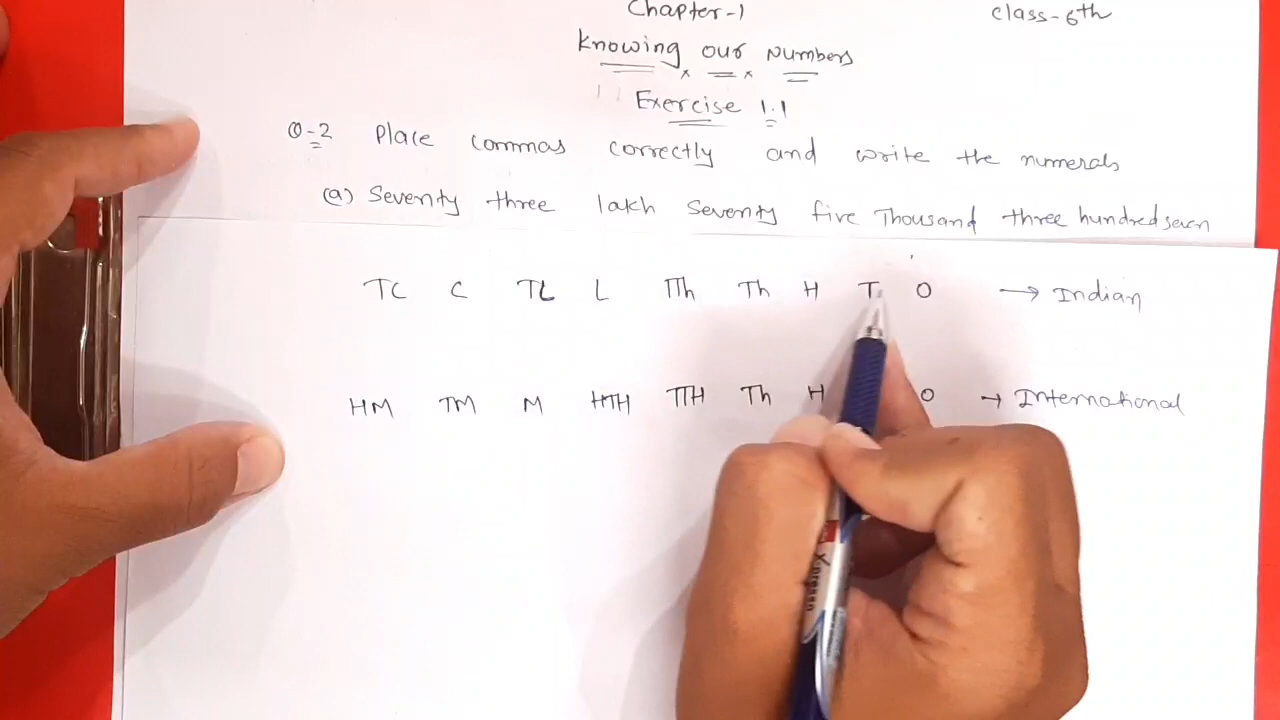 Chapter-1 Class-6th
Knowing our Numbers
Exercise 1.1
Q-2 Place commas correctly and write the numerals
(a) Seventy three lakh seventy five Thousand three hundred seven
TC C TL L TTh Th H T O → Indian
HM TM M HTH TTH Th H O → International